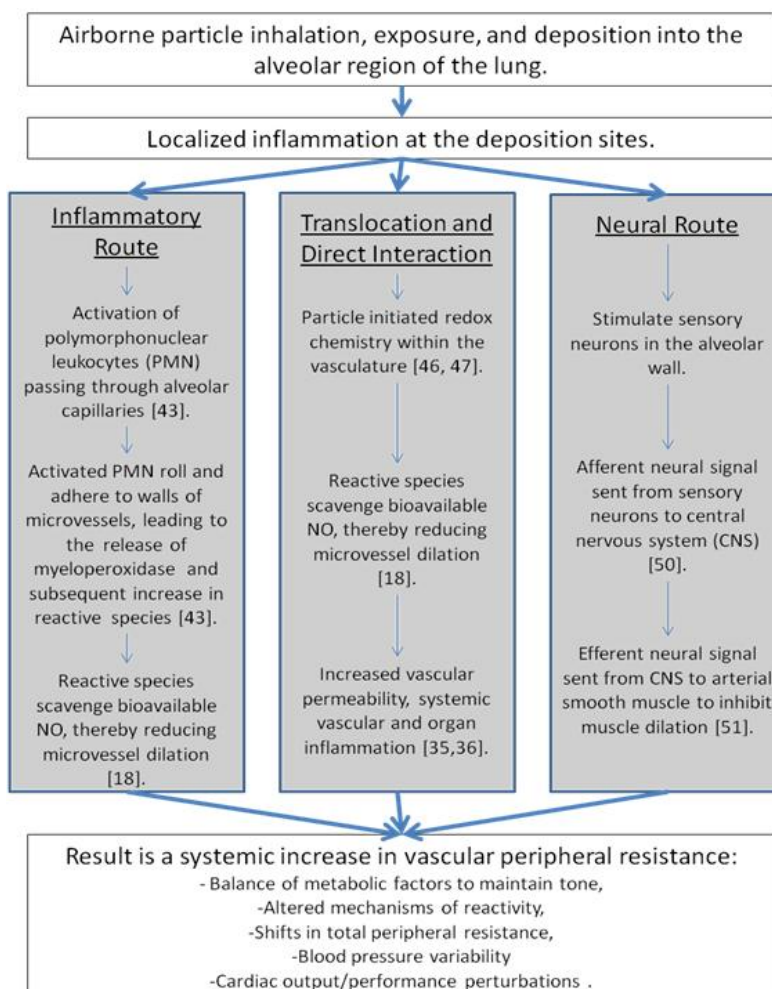 Airborne particle inhalation, exposure, and deposition into the
alveolar region of the lung.
Localized inflammation at the deposition sites.
Inflammatory
Route
Activation of
polymorphonuclear
leukocytes (PMN)
passing through alveolar
capillaries [43].
Activated PMN roll and
adhere to walls of
microvessels, leading to
the release of
myeloperoxidase and
subsequent increase in
reactive species [43].
Reactive species
scavenge bioavailable
NO, thereby reducing
microvessel dilation
[18].
Translocation and
Direct Interaction
Particle initiated redox
chemistry within the
vasculature [46, 47].
Reactive species
scavenge bioavailable
NO, thereby reducing
microvessel dilation
[18].
Increased vascular
permeability, systemic
vascular and organ
inflammation [35,36].
Neural Route
Stimulate sensory
neurons in the alveolar
wall.
Afferent neural signal
sent from sensory
neurons to central
nervous system (CNS)
[50].
Efferent neural signal
sent from CNS to arterial
smooth muscle to inhibit
muscle dilation [51].
Result is a systemic increase in vascular peripheral resistance:
- Balance of metabolic factors to maintain tone,
-Altered mechanisms of reactivity,
-Shifts in total peripheral resistance,
-Blood pressure variability
-Cardiac output/performance perturbations .